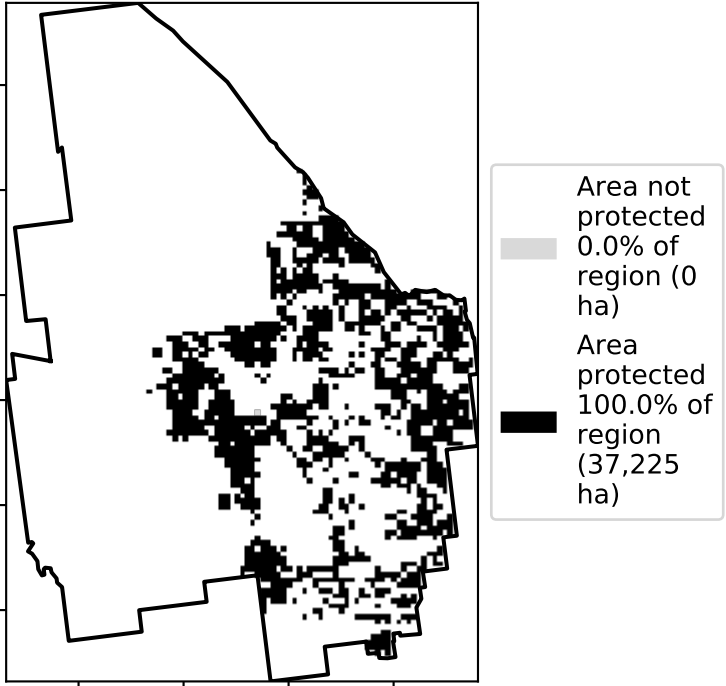 Area not
protected
0.0% of
region (0
ha)
Area
protected
100.0% of
region
(37,225
ha)